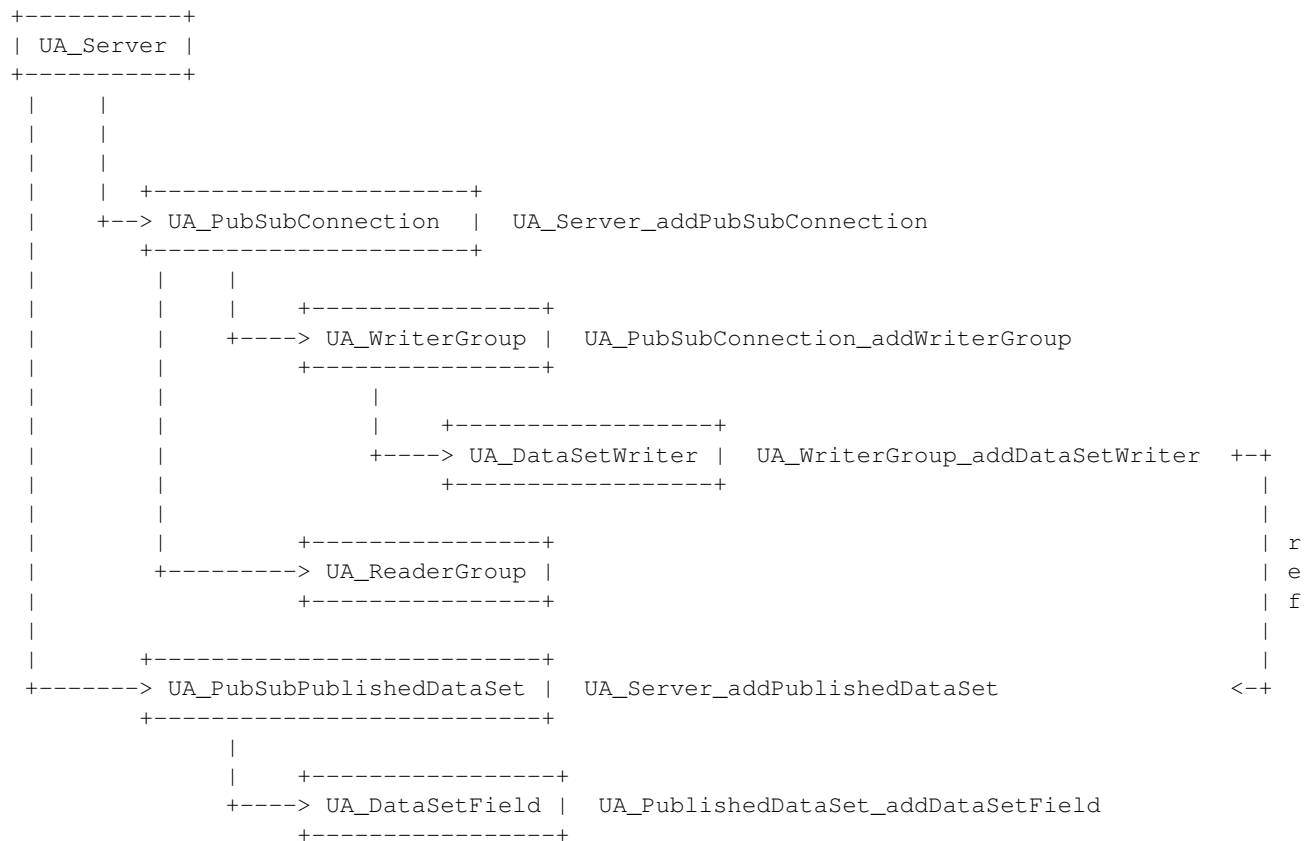 UA_Server
UA_PubSubConnection UA_Server_addPubSubConnection
UA_WriterGroup UA_PubSubConnection_addWriterGroup
UA_DataSetWriter UA_WriterGroup_addDataSetWriter
r
UA_ReaderGroup e
f
UA_PubSubPublishedDataSet UA_Server_addPublishedDataSet
UA_DataSetField UA_PublishedDataSet_addDataSetField